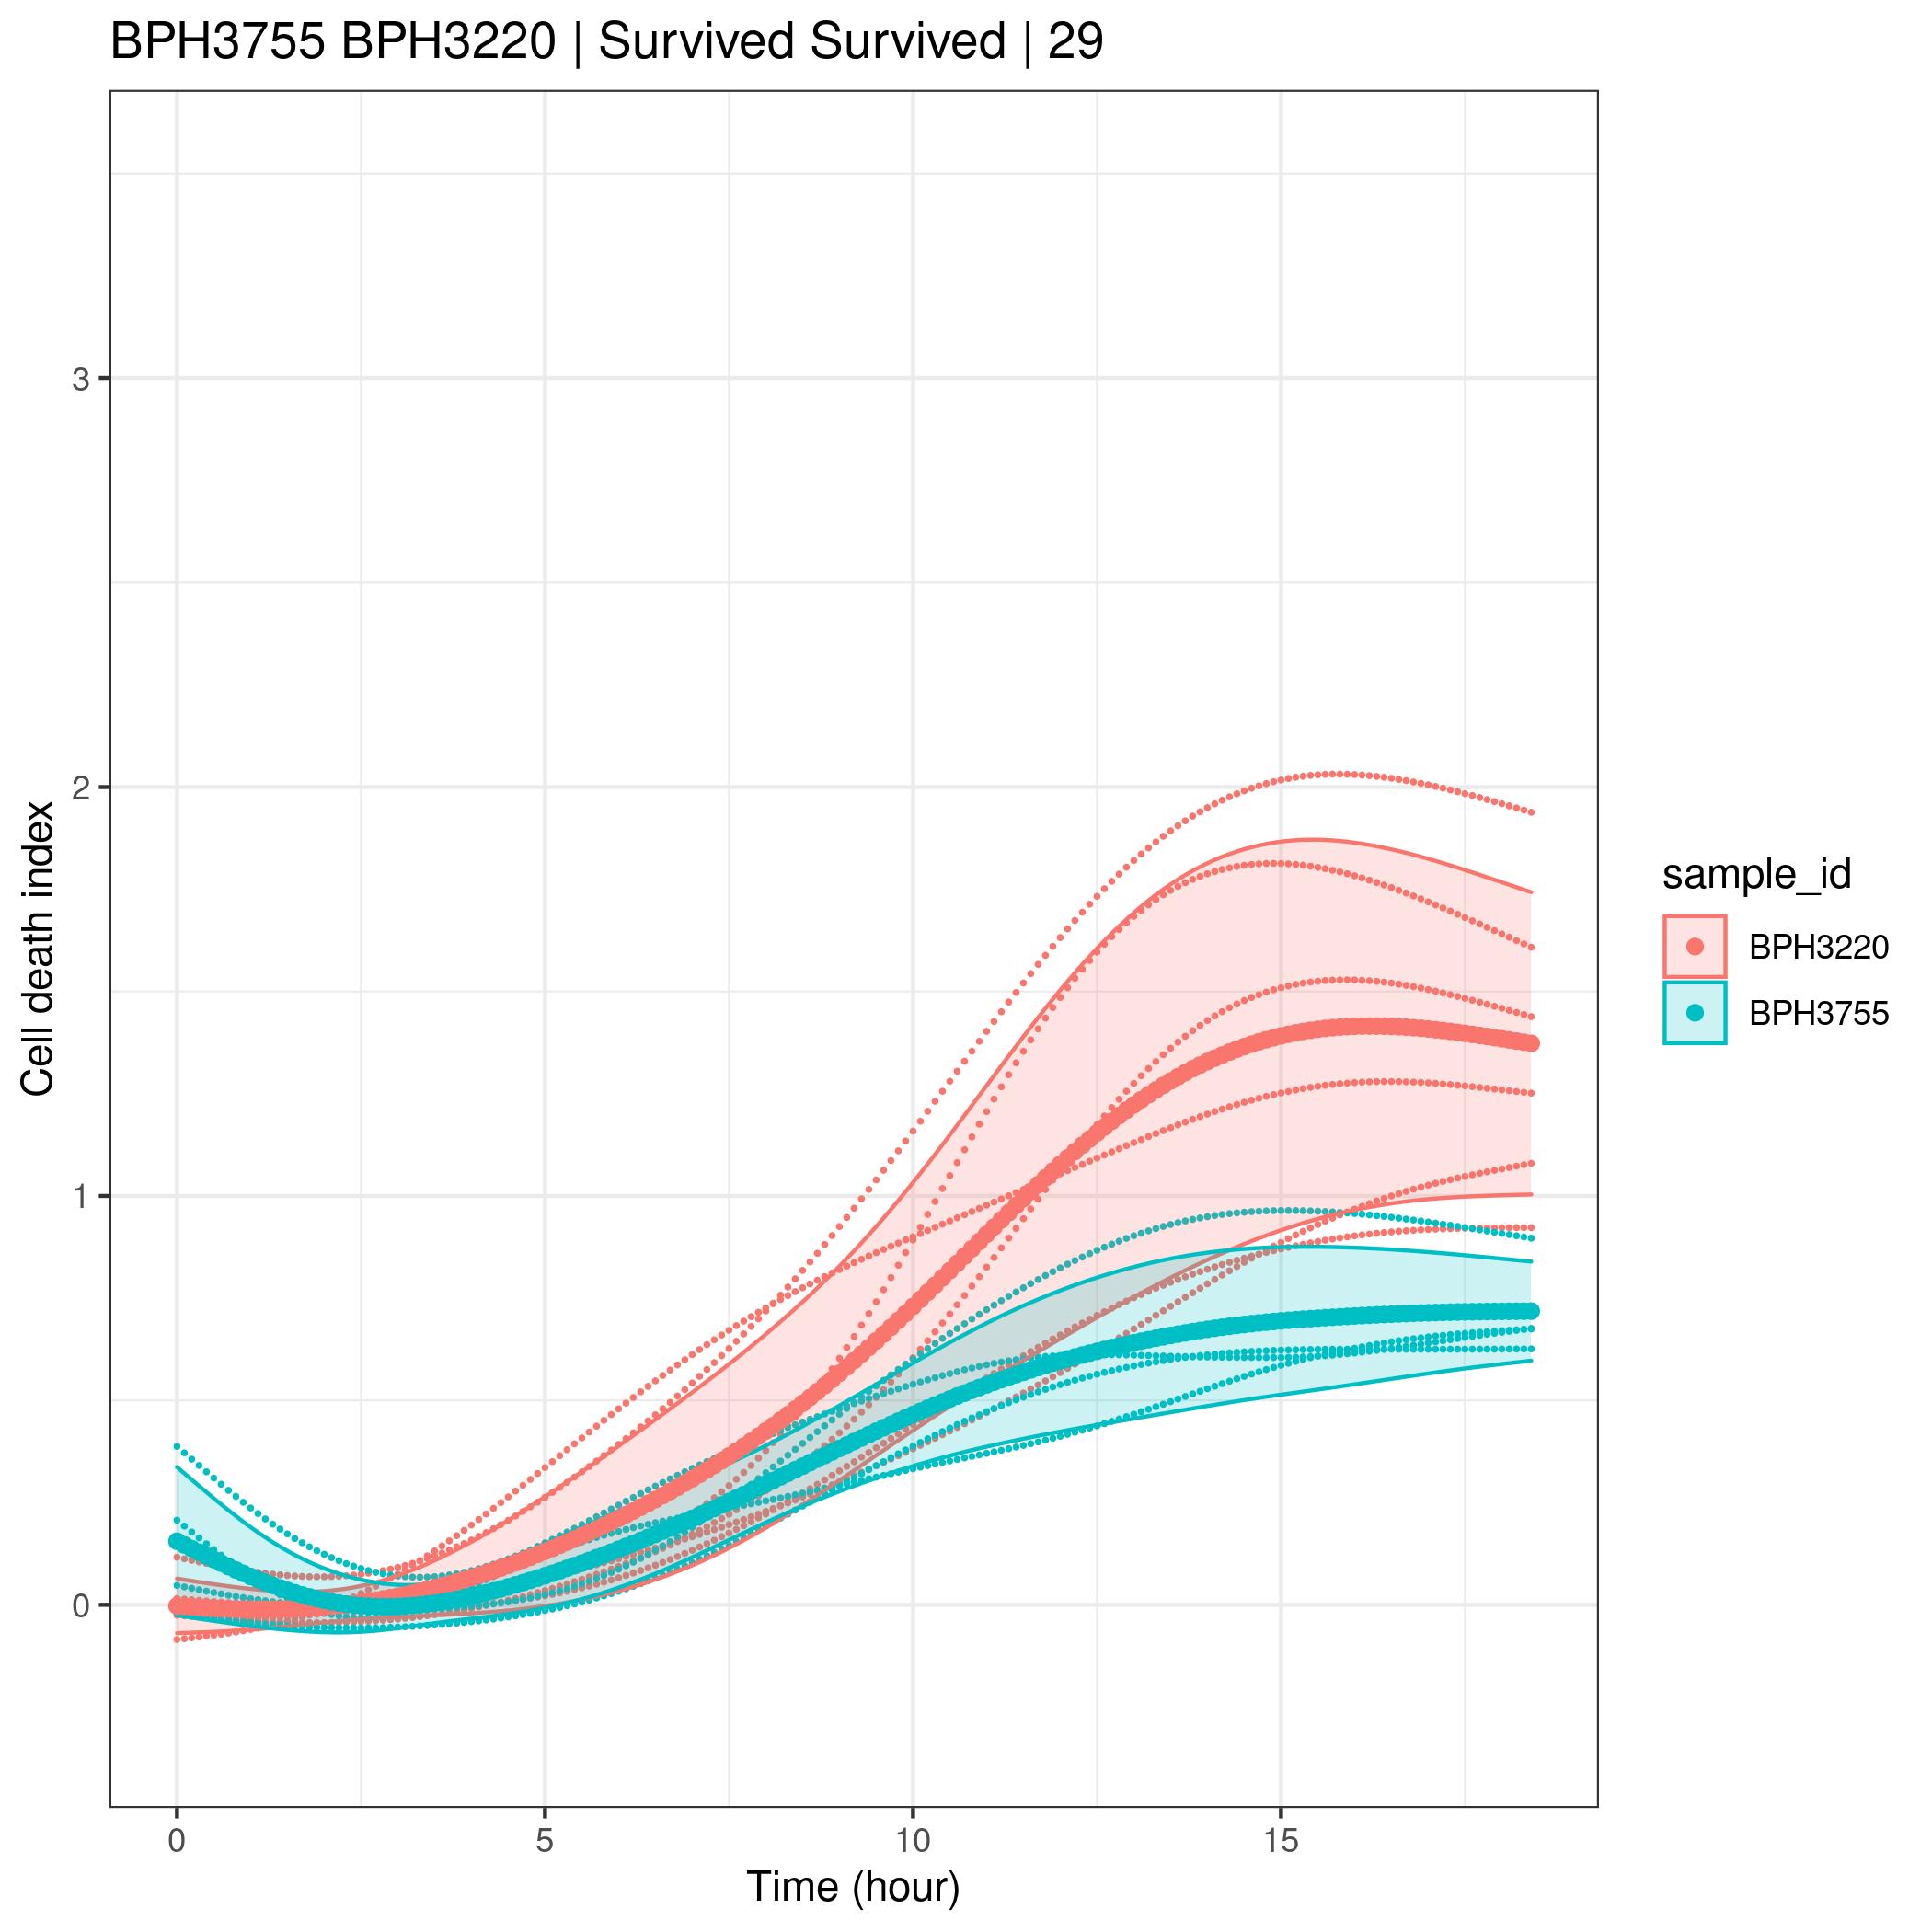 BPH3755 BPH3220 | Survived Survived | 29
Cell death index
3
2
1
0
0 5 10 15
Time (hour)
sample_id
BPH3220
BPH3755